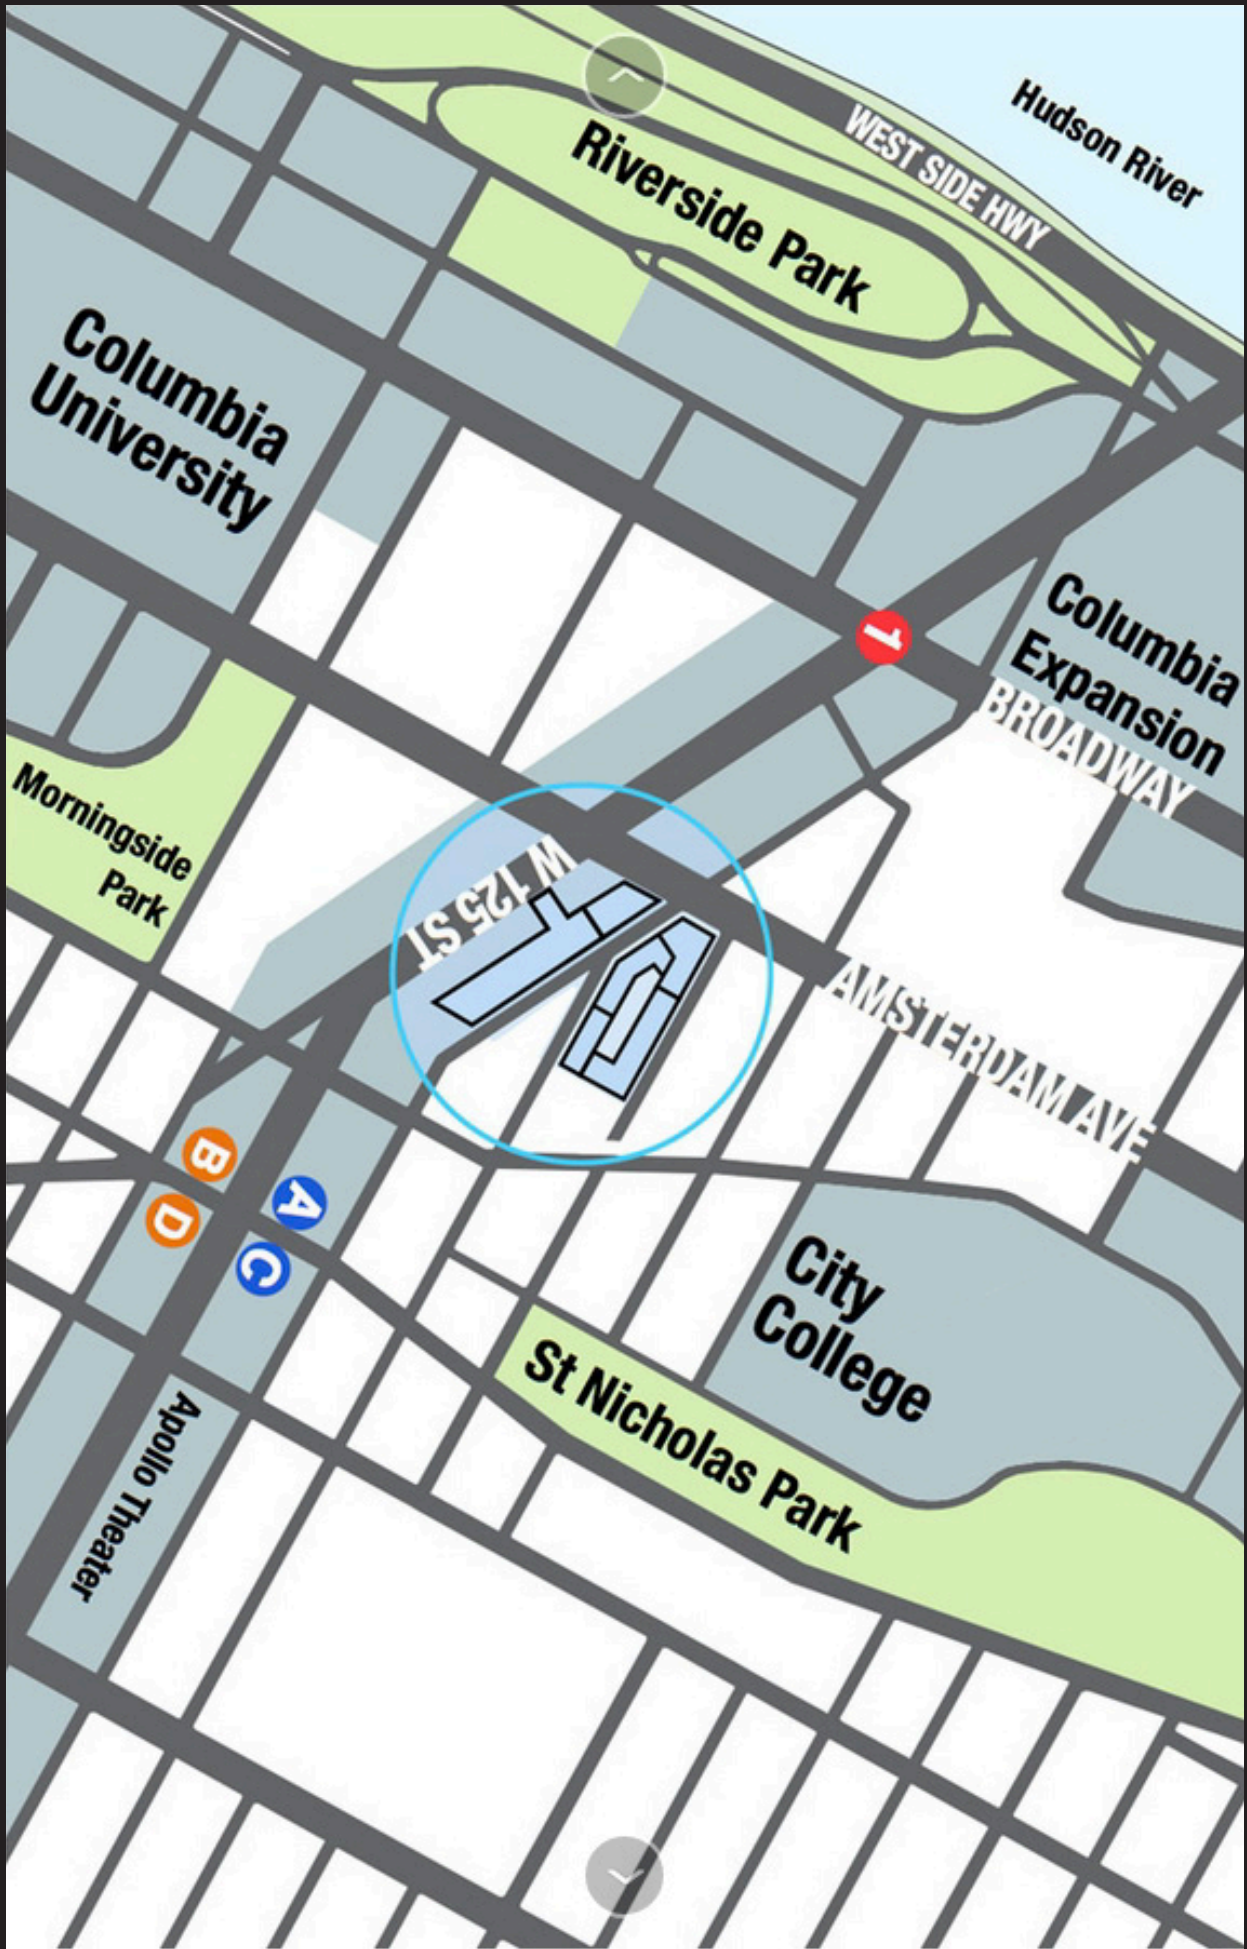 Hudson River
WEST SIDE HWY
Riverside Park
Columbia
University
Columbia
Expansion
1
BROADWAY
Morningside
Park
W 125 ST
AMSTERDAM AVE
B
D
A
C
City
College
St Nicholas Park
Apollo Theater